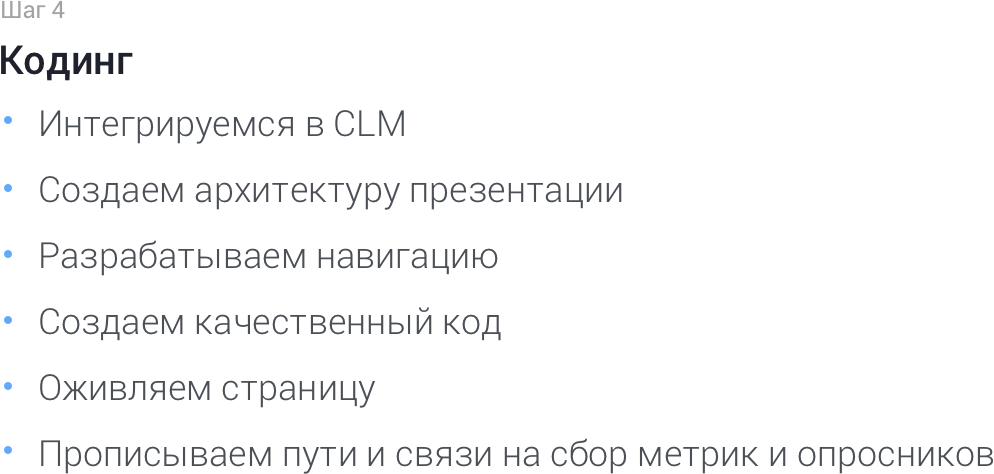 Шаг 4
Кодинг
• Интегрируемся в CLM
• Создаем архитектуру презентации
• Разрабатываем навигацию
• Создаем качественный код
• Оживляем страницу
• Прописываем пути и связи на сбор метрик и опросников